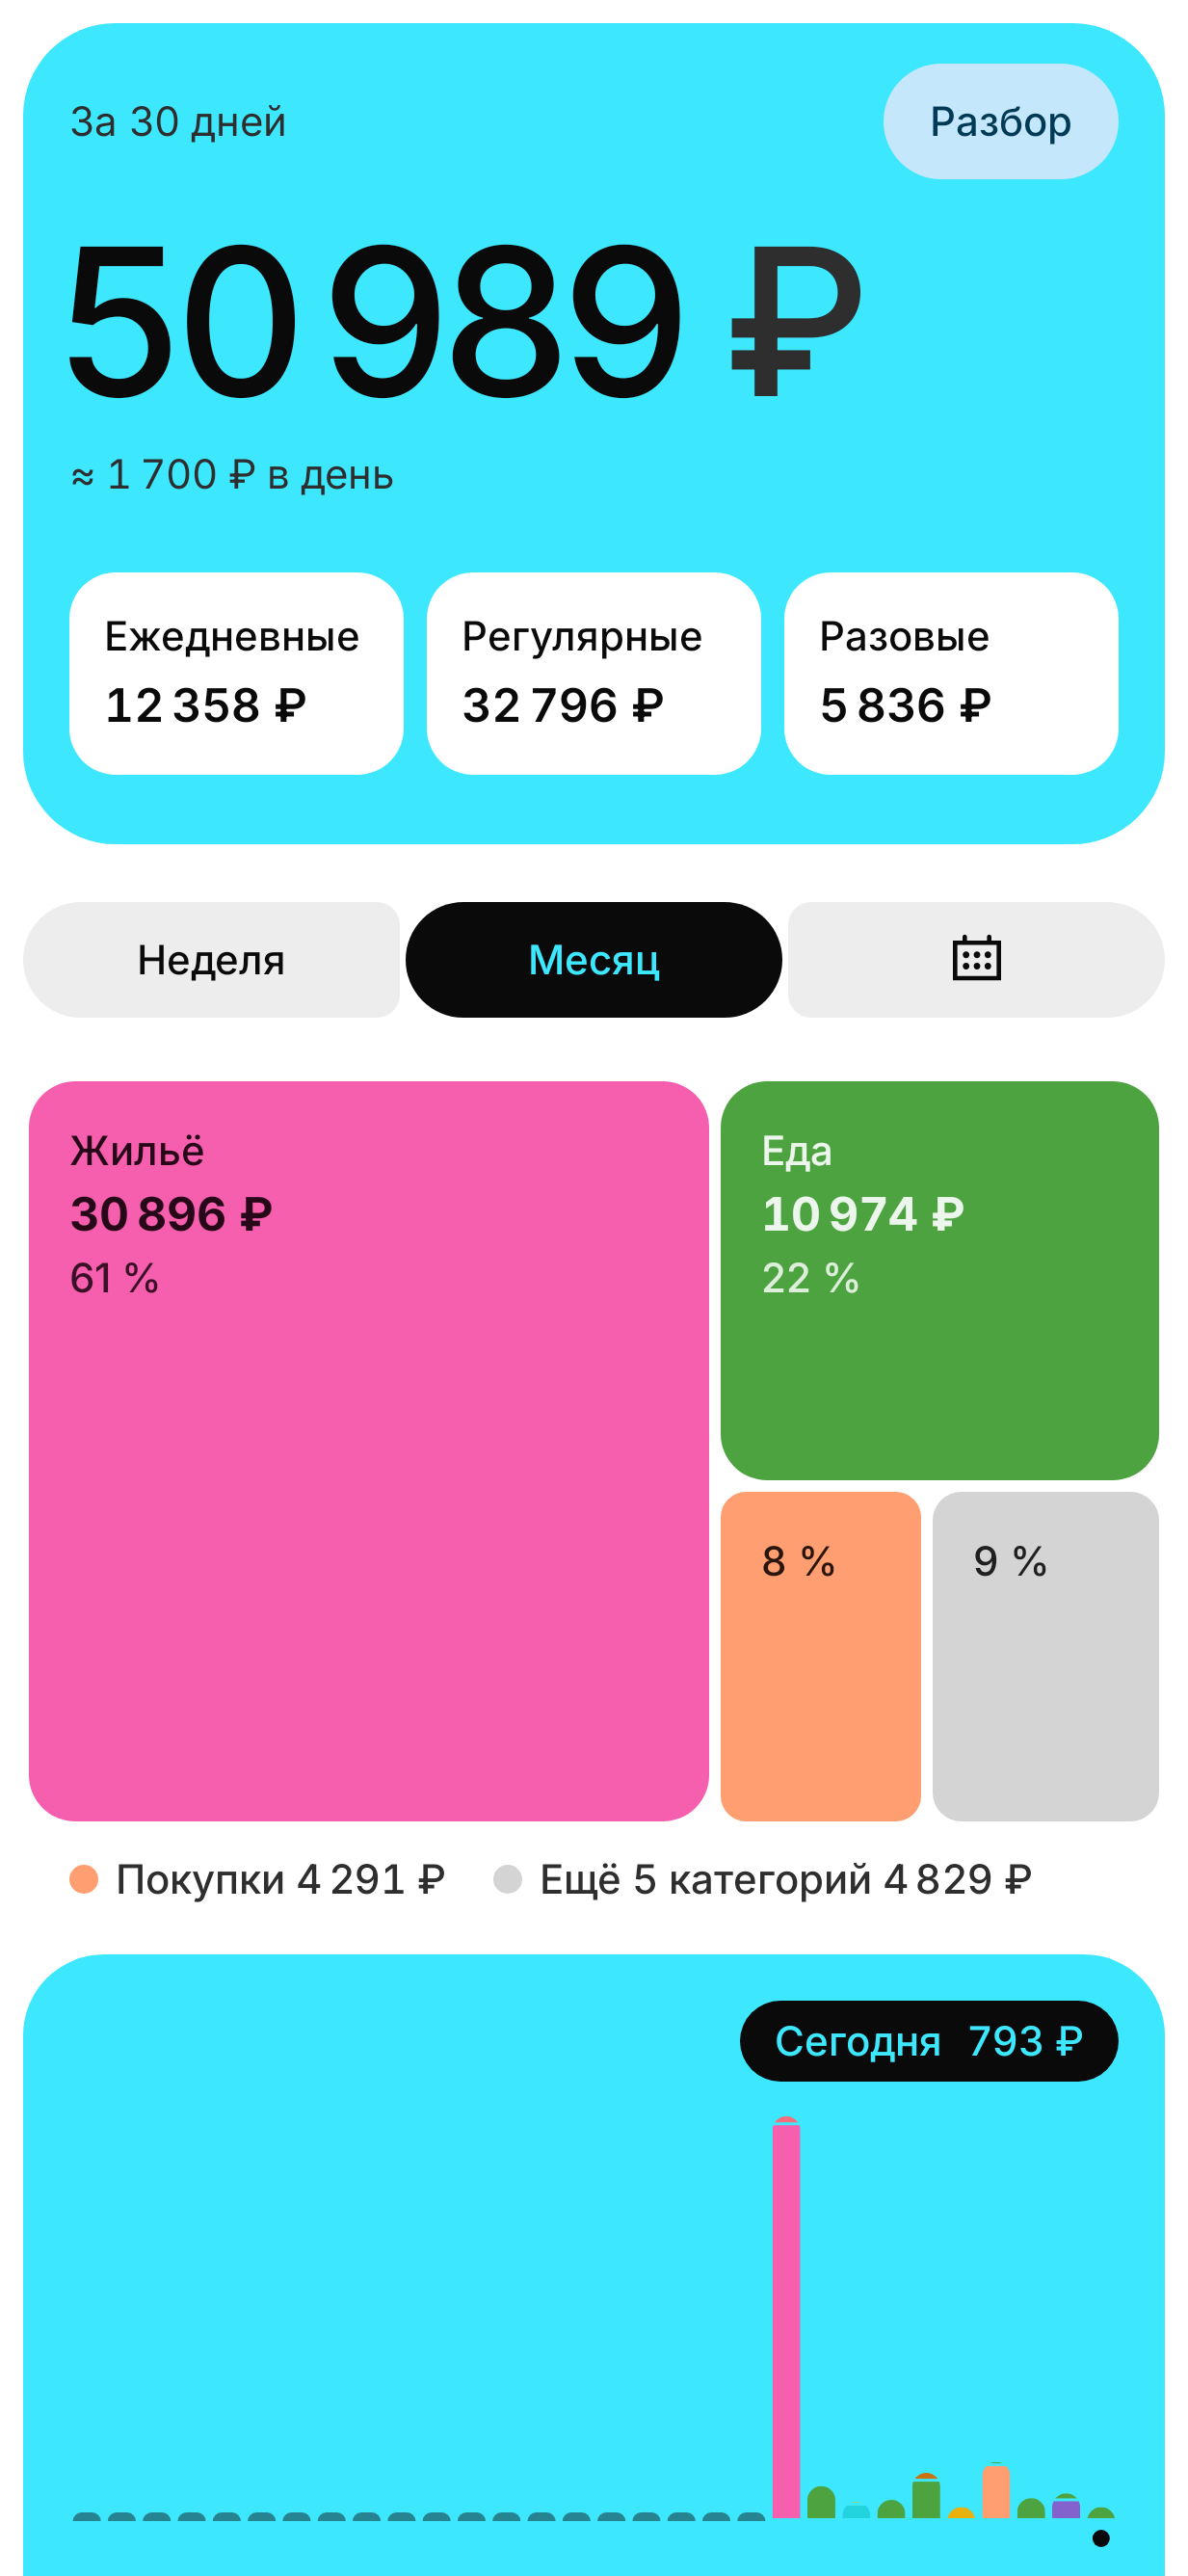 За 30 дней
Разбор
50 989 ₽
≈ 1 700 ₽ в день
Ежедневные
12 358 ₽
Регулярные
32 796 ₽
Разовые
5 836 ₽
Неделя
Месяц
Жильё
30 896 ₽
61 %
Еда
10 974 ₽
22 %
8 %
9 %
Покупки 4 291 ₽
Ещё 5 категорий 4 829 ₽
Сегодня 793 ₽